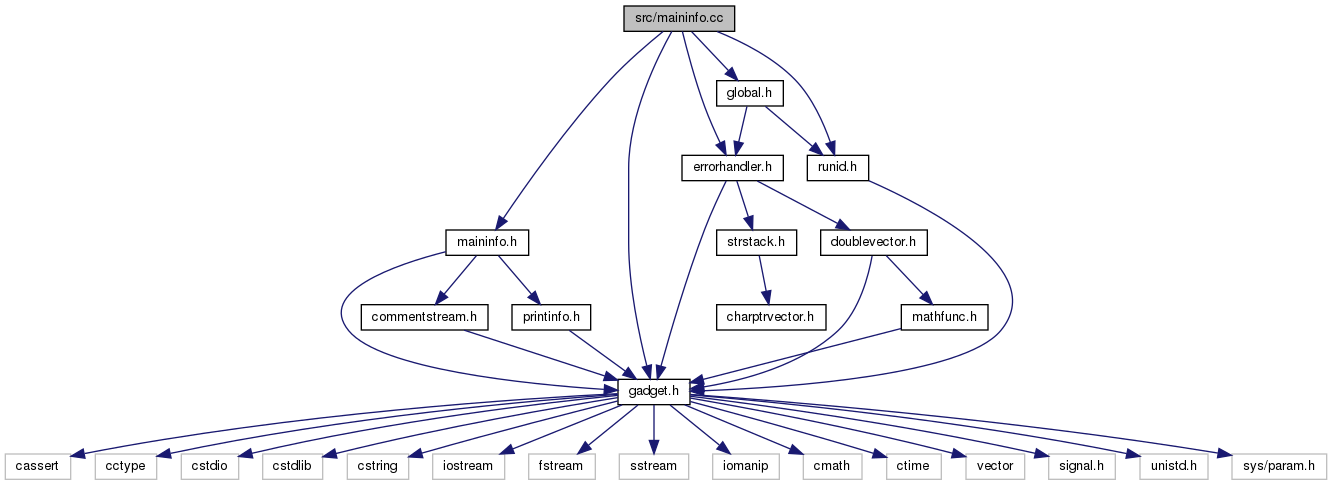 src/maininfo.cc
global.h
errorhandler.h
runid.h
maininfo.h
strstack.h
doublevector.h
commentstream.h
printinfo.h
charptrvector.h
mathfunc.h
gadget.h
cassert
cctype
cstdio
cstdlib
cstring
iostream
fstream
sstream
iomanip
cmath
ctime
vector
signal.h
unistd.h
sys/param.h